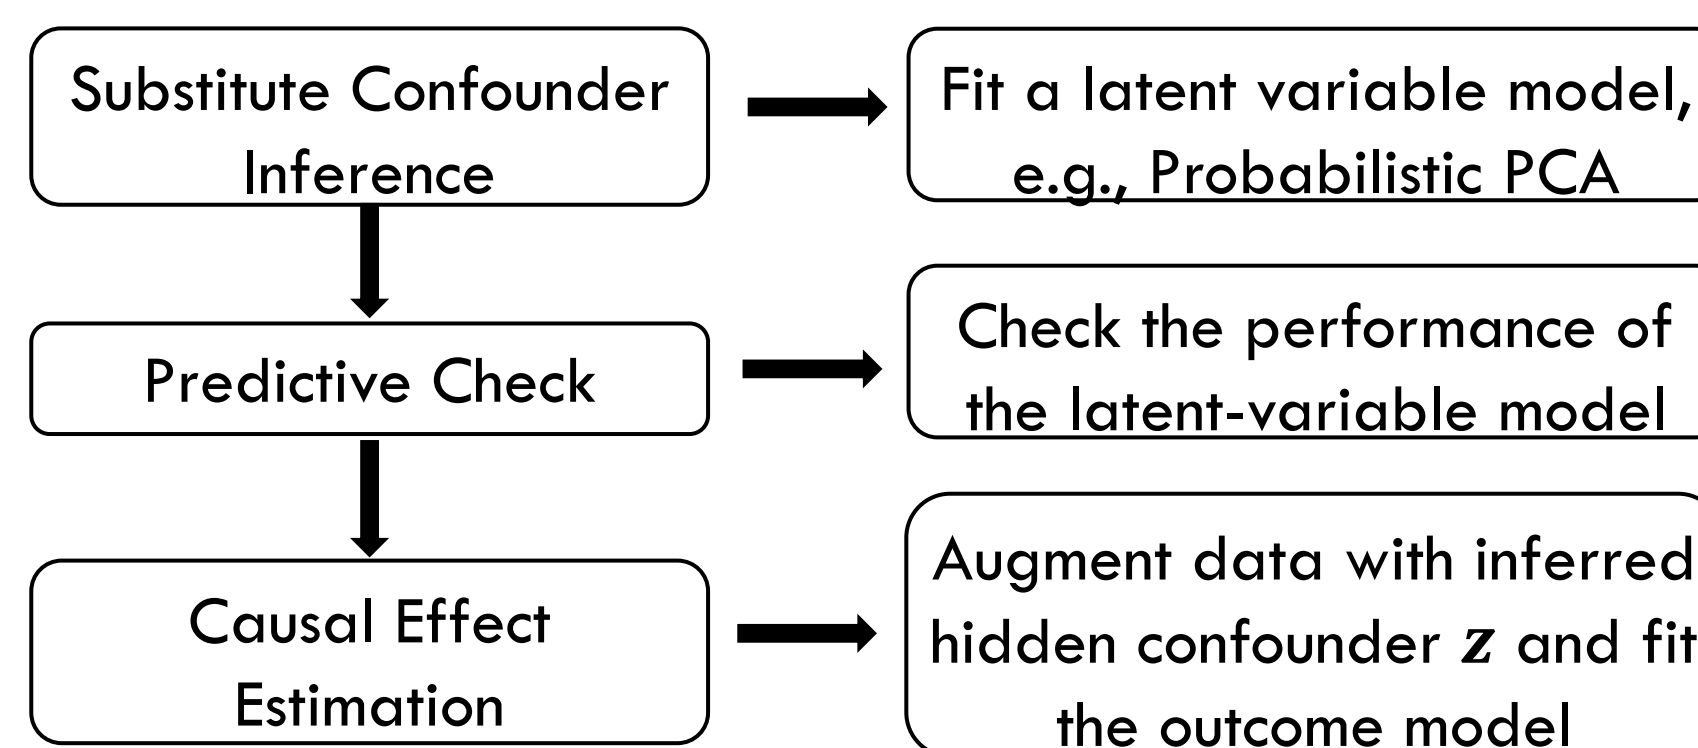 Substitute Confounder
Inference
Fit a latent variable model,
e.g., Probabilistic PCA
Predictive Check
Check the performance of
the latent-variable model
Causal Effect
Estimation
Augment data with inferred
hidden confounder z and fit
the outcome model